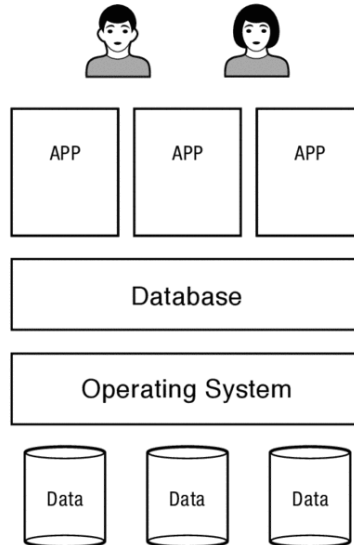 APP APP APP
Database
Operating System
Data Data Data